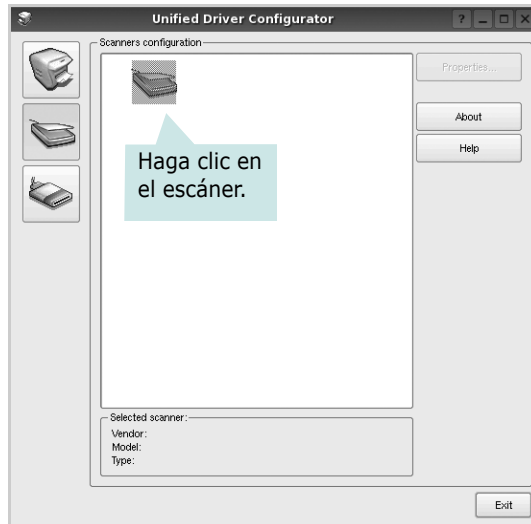 Unified Driver Configurator
Scanners configuration
Properties...
About
Help
Haga clic en
el escáner.
Selected scanner:
Vendor:
Model:
Type:
Exit